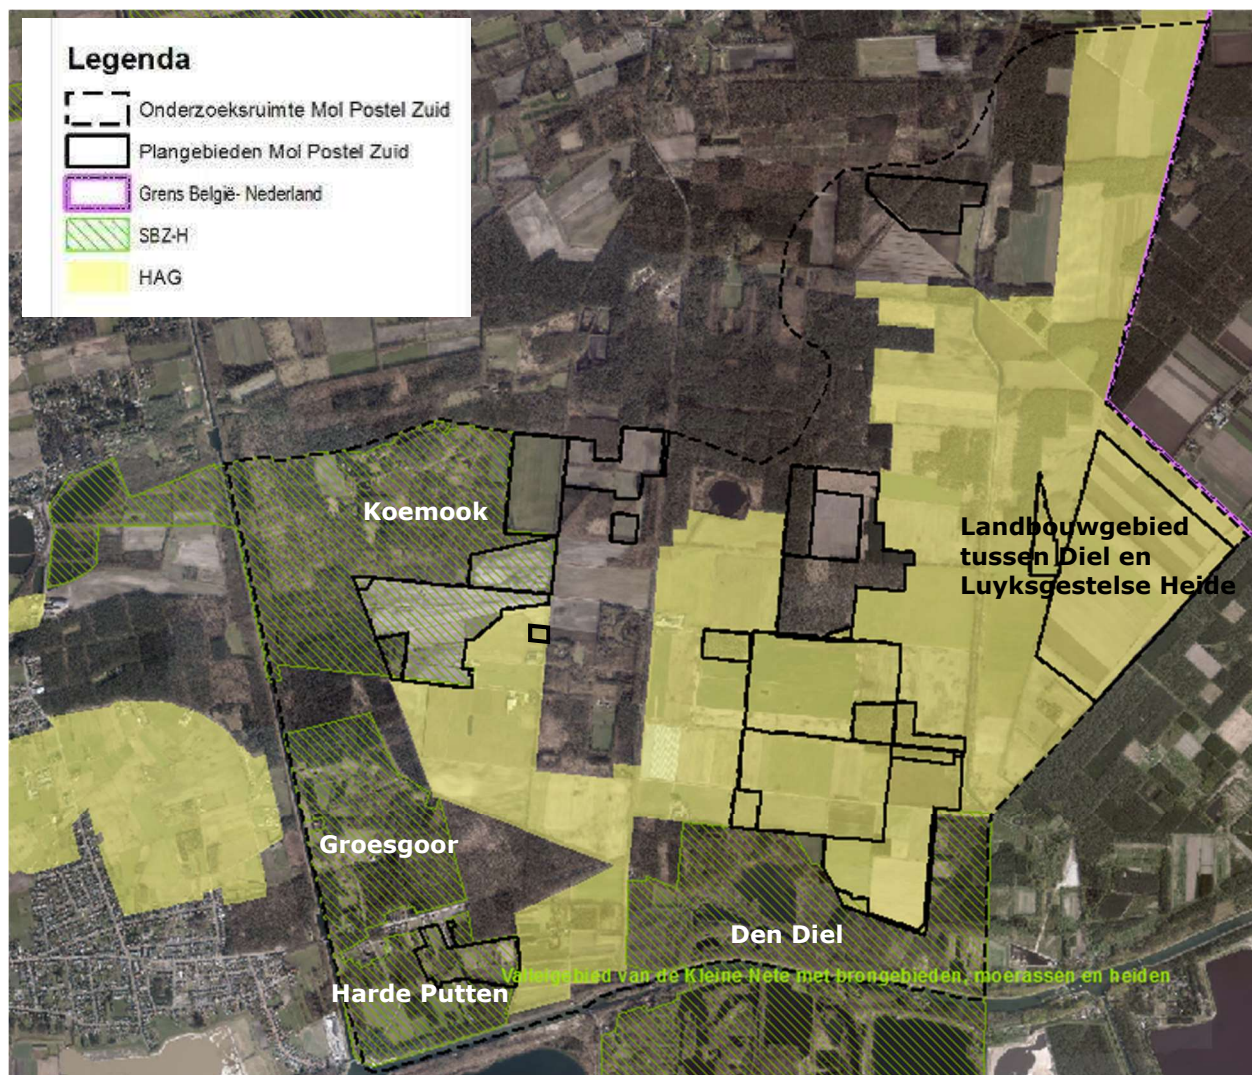 Legenda
Onderzoeksruimte Mol Postel Zuid
Plangebieden Mol Postel Zuid
Grens België- Nederland
SBZ-H
HAG
Koemook
Landbouwgebied
tussen Diel en
Luyksgestelse Heide
Groesgoor
Den Diel
Valleigebied van de Kleine Nete met brongebieden, moerassen en heiden
Harde Putten